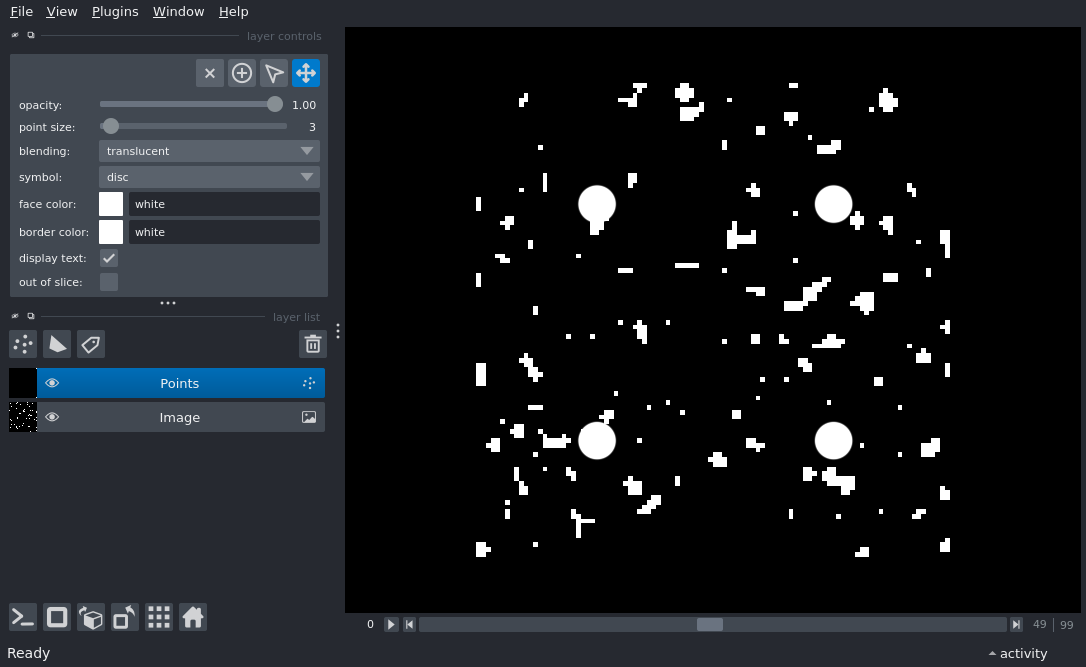 File View Plugins Window Help
layer controls
opacity: 1.00
point size: 3
blending: translucent
symbol: disc
face color: white
border color: white
display text:
out of slice:
layer list
Points
Image
0 49 | 99
Ready activity